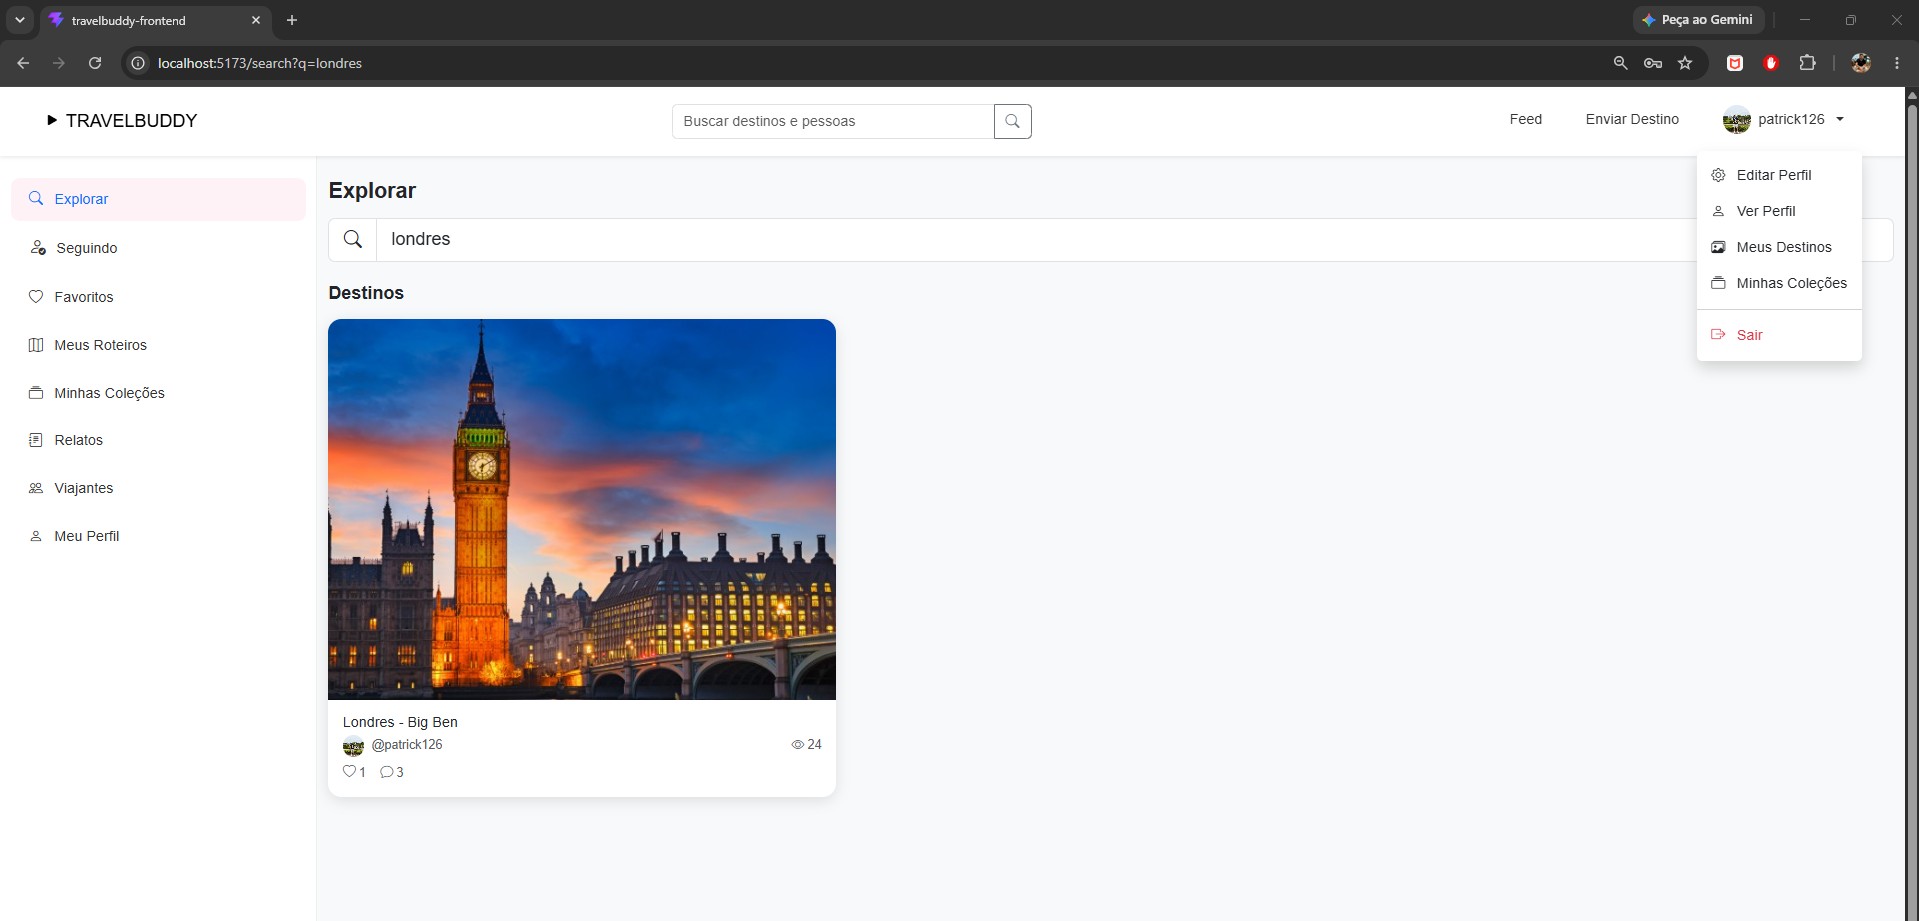 travelbuddy-frontend
Peça ao Gemini
localhost:5173/search?q=londres
TRAVELBUDDY
Buscar destinos e pessoas
Feed
Enviar Destino
patrick126
Editar Perfil
Ver Perfil
Meus Destinos
Minhas Coleções
Sair
Explorar
Seguindo
Favoritos
Meus Roteiros
Minhas Coleções
Relatos
Viajantes
Meu Perfil
Explorar
londres
Destinos
Londres - Big Ben
@patrick126
24
1
3